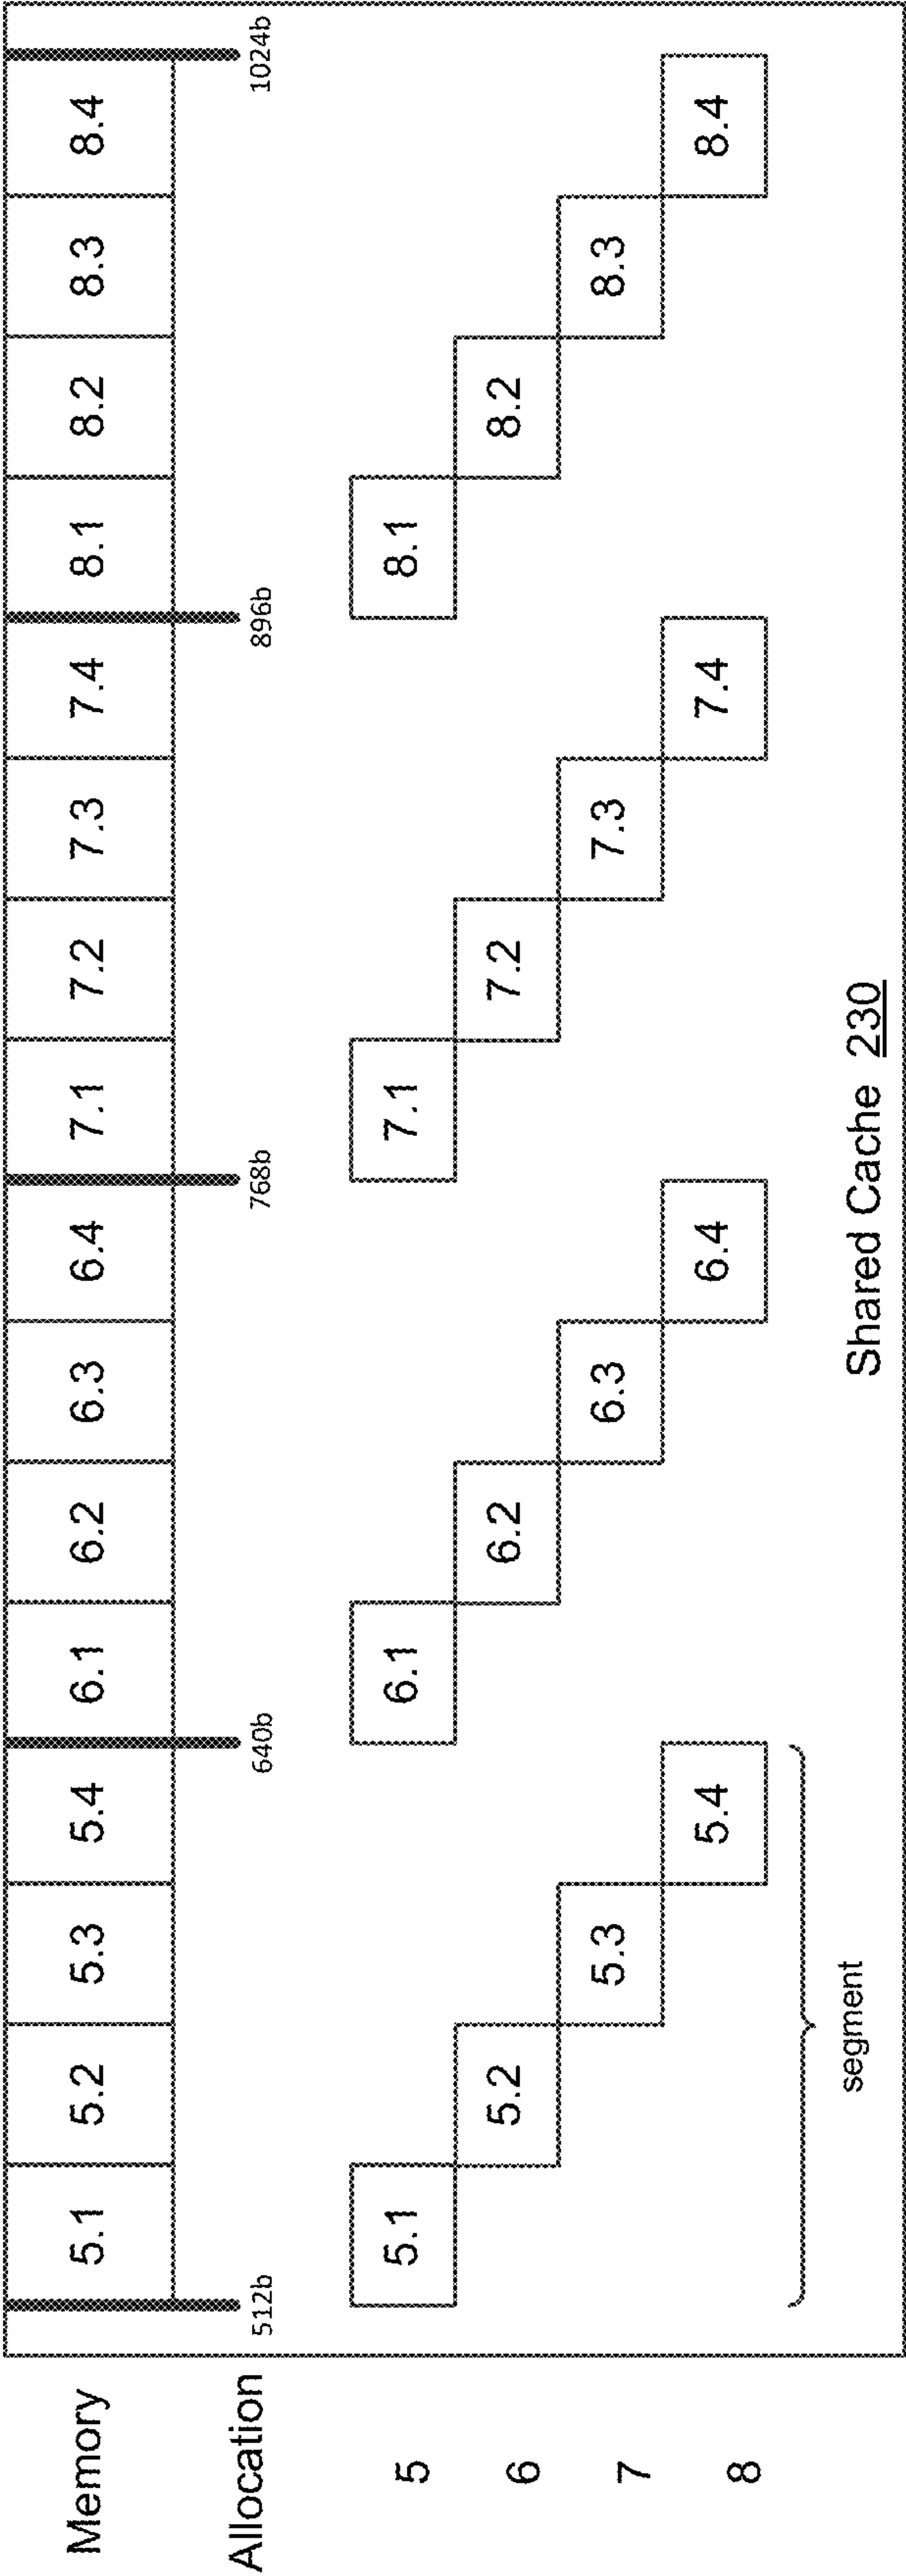 Memory 5.1 5.2 5.3 5.4 6.1 6.2 6.3 6.4 7.1 7.2 7.3 7.4 8.1 8.2 8.3 8.4
Allocation 512b 640b 768b 896b 1024b
5 5.1 6.1 7.1 8.1
6 5.2 6.2 7.2 8.2
7 5.3 6.3 7.3 8.3
8 5.4 6.4 7.4 8.4
segment
Shared Cache 230